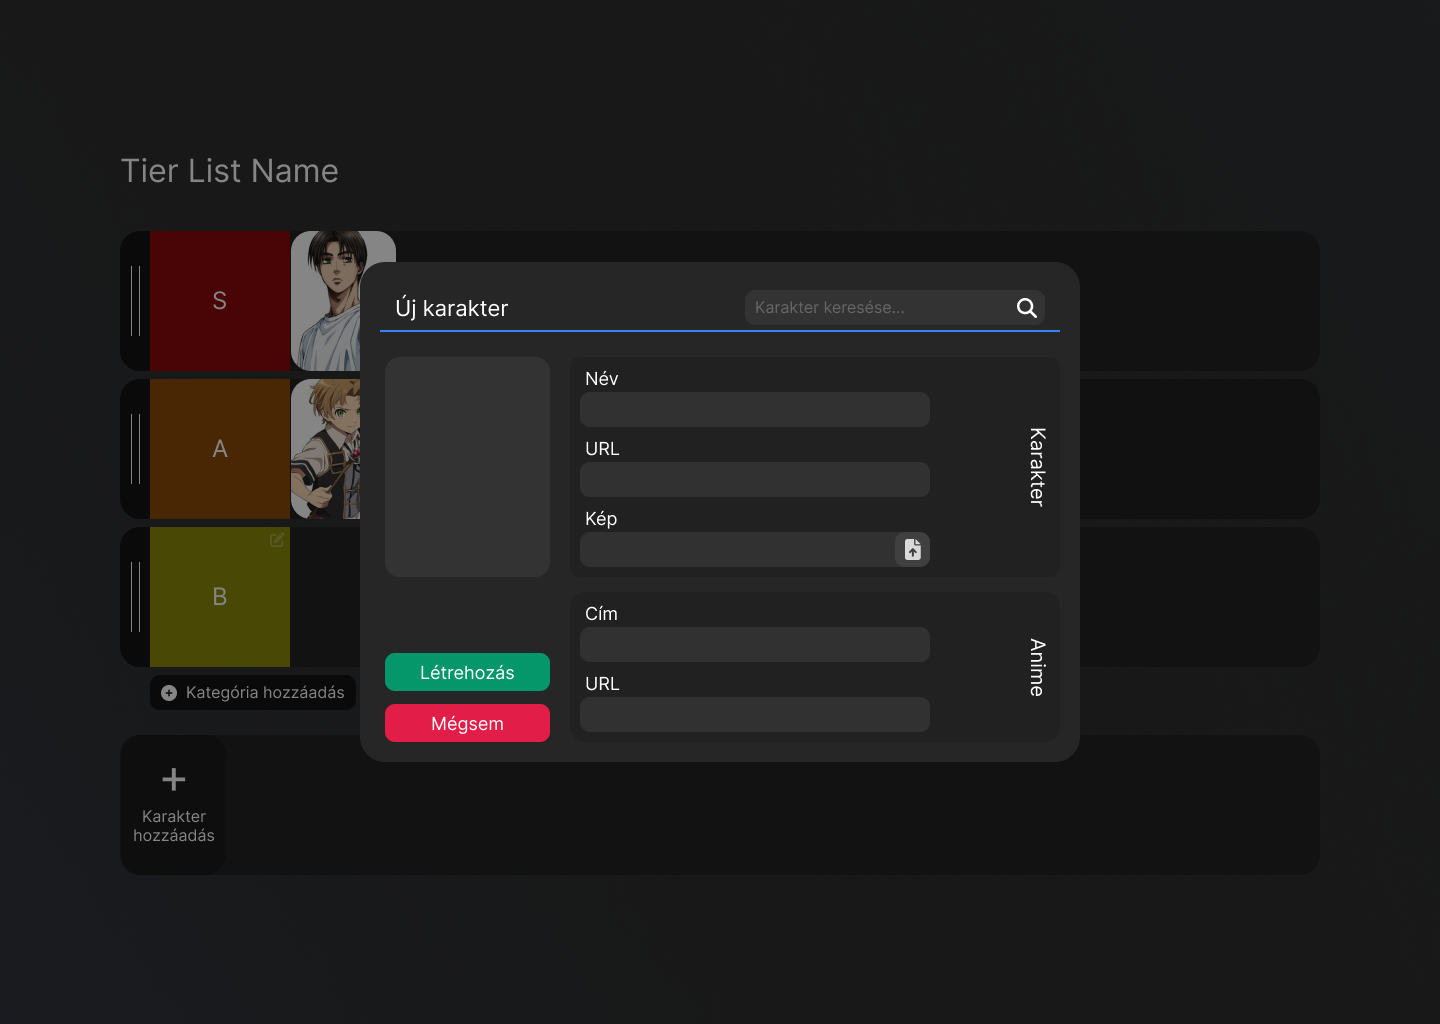 Tier List Name
S
A
B
Kategória hozzáadás
Karakter
hozzáadás
Új karakter
Karakter keresése...
Név
URL
Kép
Karakter
Cím
URL
Anime
Létrehozás
Mégsem